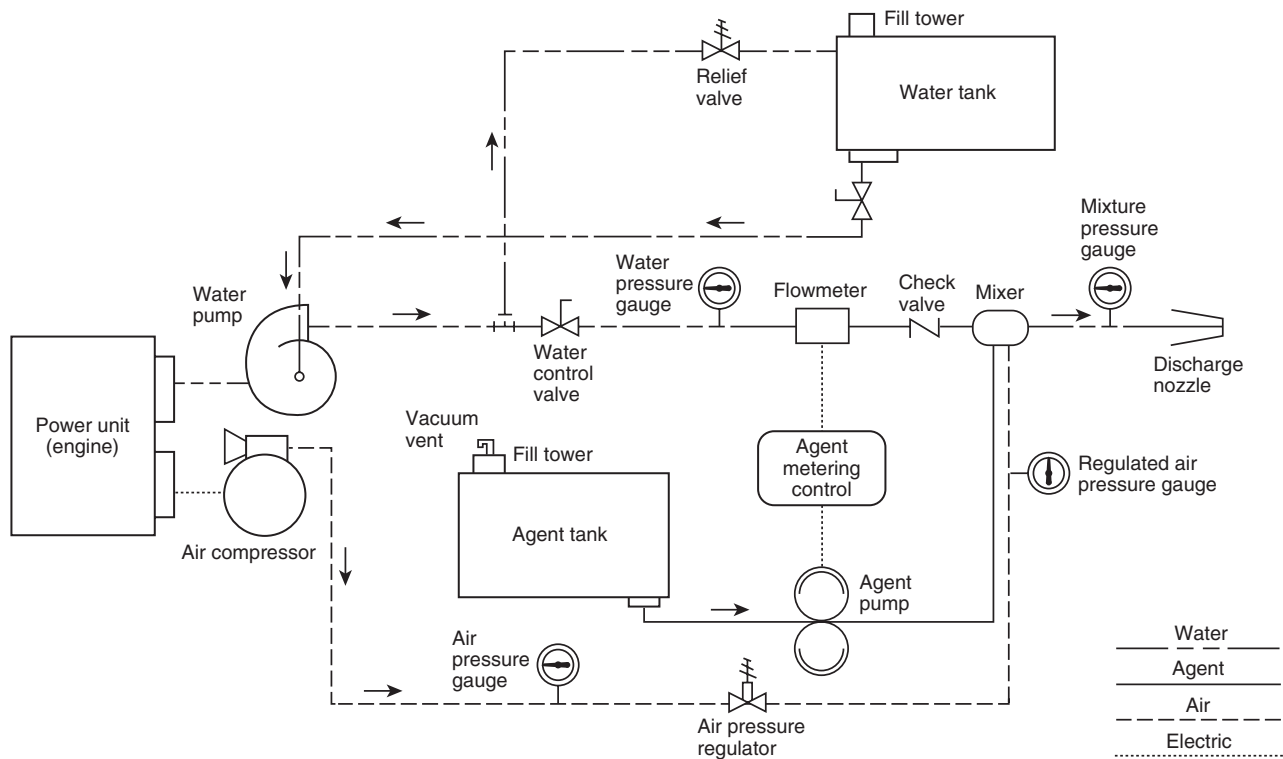 Fill tower
Relief
valve
Water tank
Mixture
pressure
gauge
Water
pressure
gauge
Flowmeter
Check
valve
Mixer
Water
pump
Water
control
valve
Discharge
nozzle
Power unit
(engine)
Vacuum
vent
Fill tower
Agent
metering
control
Regulated air
pressure gauge
Agent tank
Air compressor
Agent
pump
Air
pressure
gauge
Air pressure
regulator
Water
Agent
Air
Electric